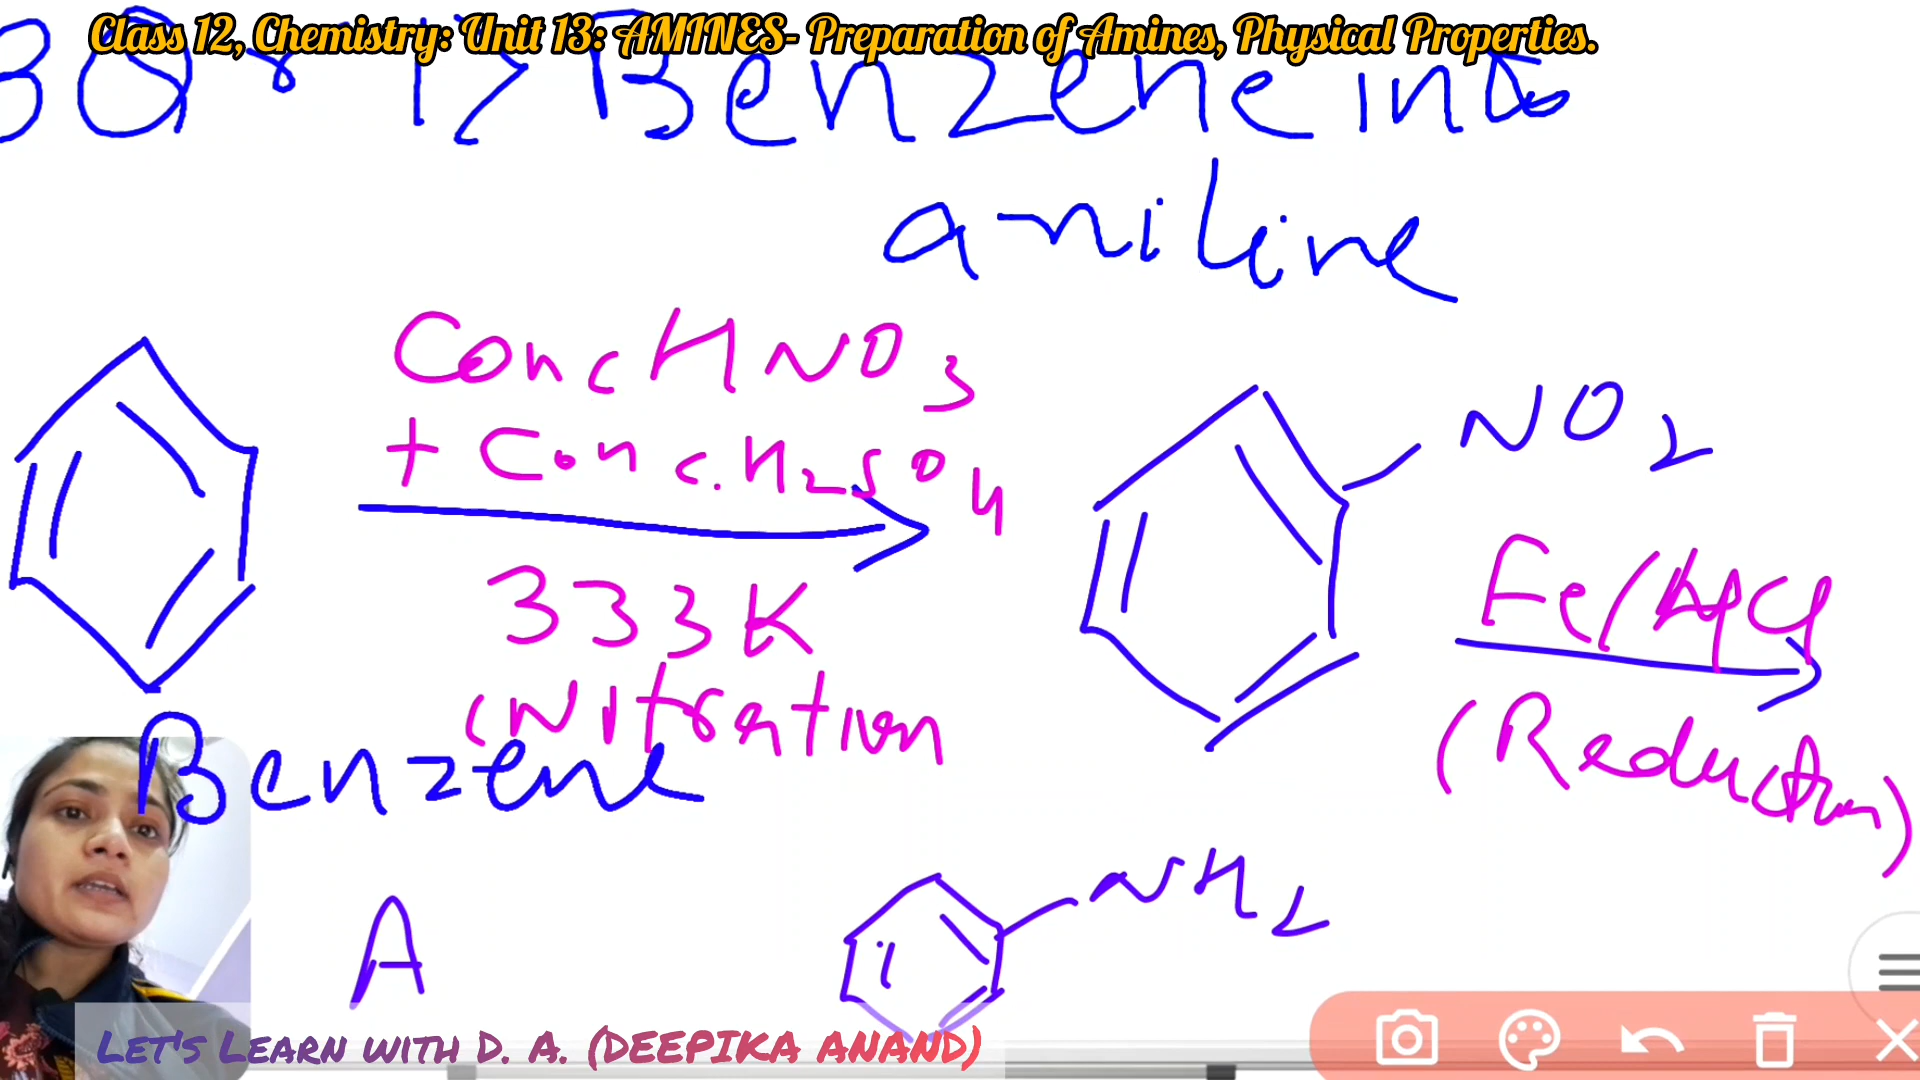 Class 12, Chemistry: Unit 13: AMINES- Preparation of Amines, Physical Properties.
Benzene into
aniline
Conc HNO3
+ Conc. H2SO4
333K
(Nitration
NO2
Fe/HCl
(Reduction)
Benzene
NH2
A
LET'S LEARN WITH D. A. (DEEPIKA ANAND)